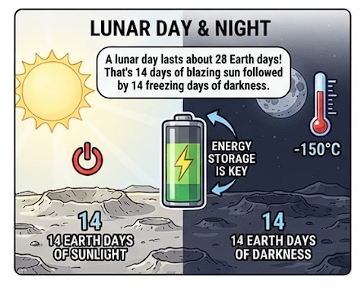 LUNAR DAY & NIGHT
A lunar day lasts about 28 Earth days!
That's 14 days of blazing sun followed
by 14 freezing days of darkness.
ENERGY
STORAGE
IS KEY
-150°C
14
14 EARTH DAYS
OF SUNLIGHT
14
14 EARTH DAYS
OF DARKNESS